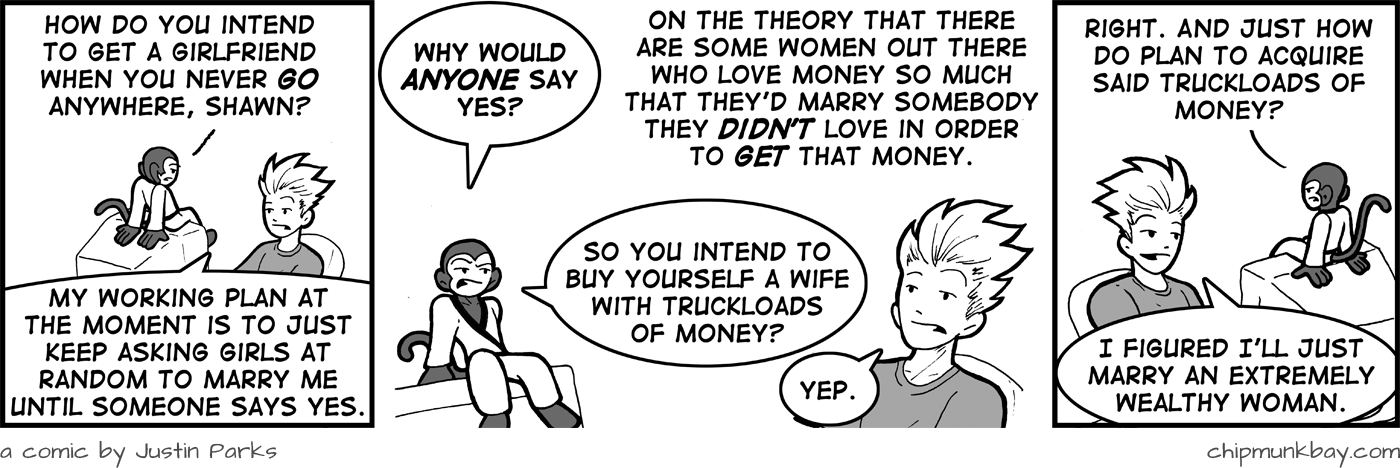 HOW DO YOU INTEND
TO GET A GIRLFRIEND
WHEN YOU NEVER GO
ANYWHERE, SHAWN?
MY WORKING PLAN AT
THE MOMENT IS TO JUST
KEEP ASKING GIRLS AT
RANDOM TO MARRY ME
UNTIL SOMEONE SAYS YES.
WHY WOULD
ANYONE SAY
YES?
ON THE THEORY THAT THERE
ARE SOME WOMEN OUT THERE
WHO LOVE MONEY SO MUCH
THAT THEY'D MARRY SOMEBODY
THEY DIDN'T LOVE IN ORDER
TO GET THAT MONEY.
SO YOU INTEND TO
BUY YOURSELF A WIFE
WITH TRUCKLOADS
OF MONEY?
YEP.
RIGHT. AND JUST HOW
DO PLAN TO ACQUIRE
SAID TRUCKLOADS OF
MONEY?
I FIGURED I'LL JUST
MARRY AN EXTREMELY
WEALTHY WOMAN.
a comic by Justin Parks
chipmunkbay.com